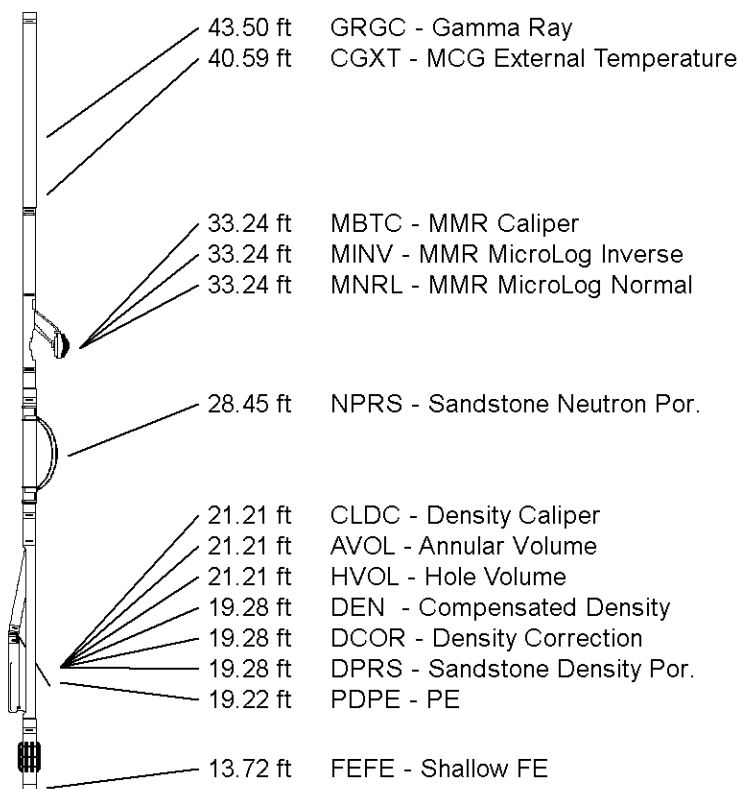 43.50 ft GRGC - Gamma Ray
40.59 ft CGXT - MCG External Temperature
33.24 ft MBTC - MMR Caliper
33.24 ft MINV - MMR MicroLog Inverse
33.24 ft MNRL - MMR MicroLog Normal
28.45 ft NPRS - Sandstone Neutron Por.
21.21 ft CLDC - Density Caliper
21.21 ft AVOL - Annular Volume
21.21 ft HVOL - Hole Volume
19.28 ft DEN - Compensated Density
19.28 ft DCOR - Density Correction
19.28 ft DPRS - Sandstone Density Por.
19.22 ft PDPE - PE
13.72 ft FEFE - Shallow FE